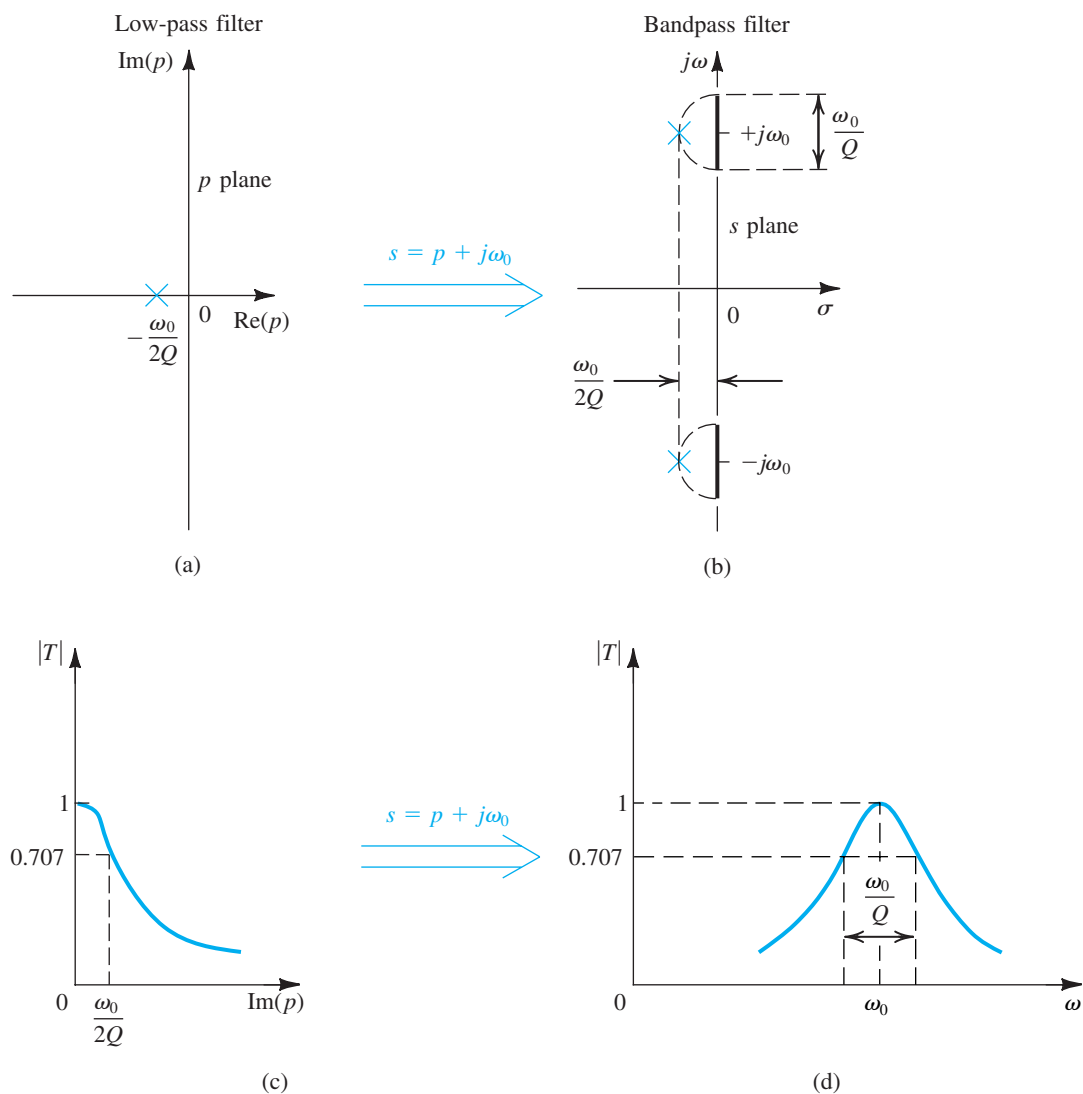 Low-pass filter
Im(p)
p plane
0
Re(p)
−ω₀/2Q
(a)
s = p + jω₀
Bandpass filter
jω
+jω₀
ω₀/Q
s plane
0
σ
ω₀/2Q
−jω₀
(b)
|T|
1
0.707
0
ω₀/2Q
Im(p)
(c)
s = p + jω₀
|T|
1
0.707
ω₀/Q
0
ω₀
ω
(d)